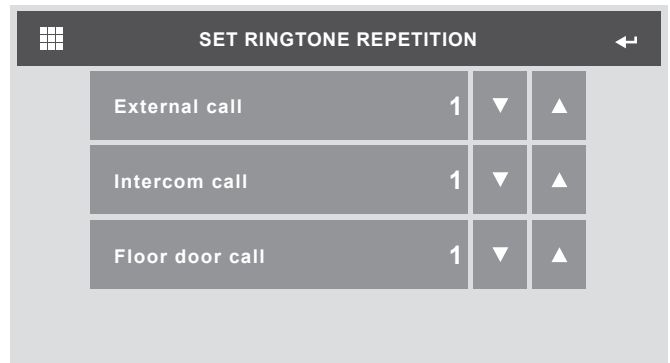 SET RINGTONE REPETITION
External call 1
Intercom call 1
Floor door call 1